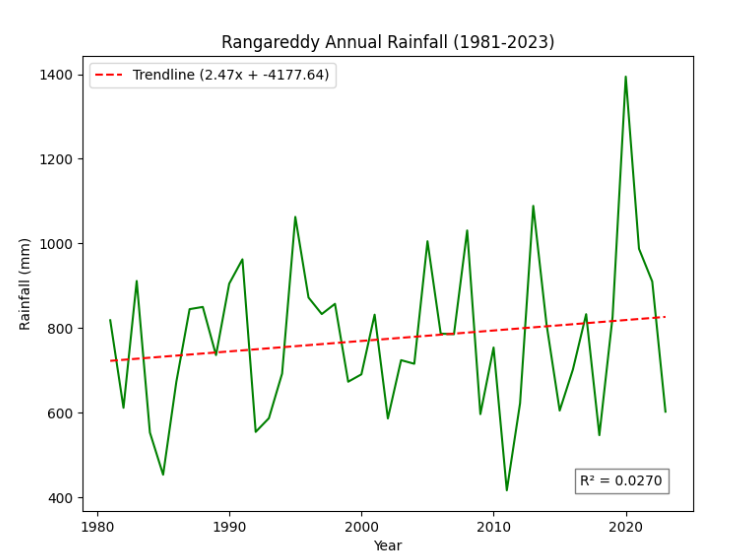 Rangareddy Annual Rainfall (1981-2023)
Trendline (2.47x + -4177.64)
1400
1200
1000
800
600
400
Rainfall (mm)
R² = 0.0270
1980
1990
2000
2010
2020
Year